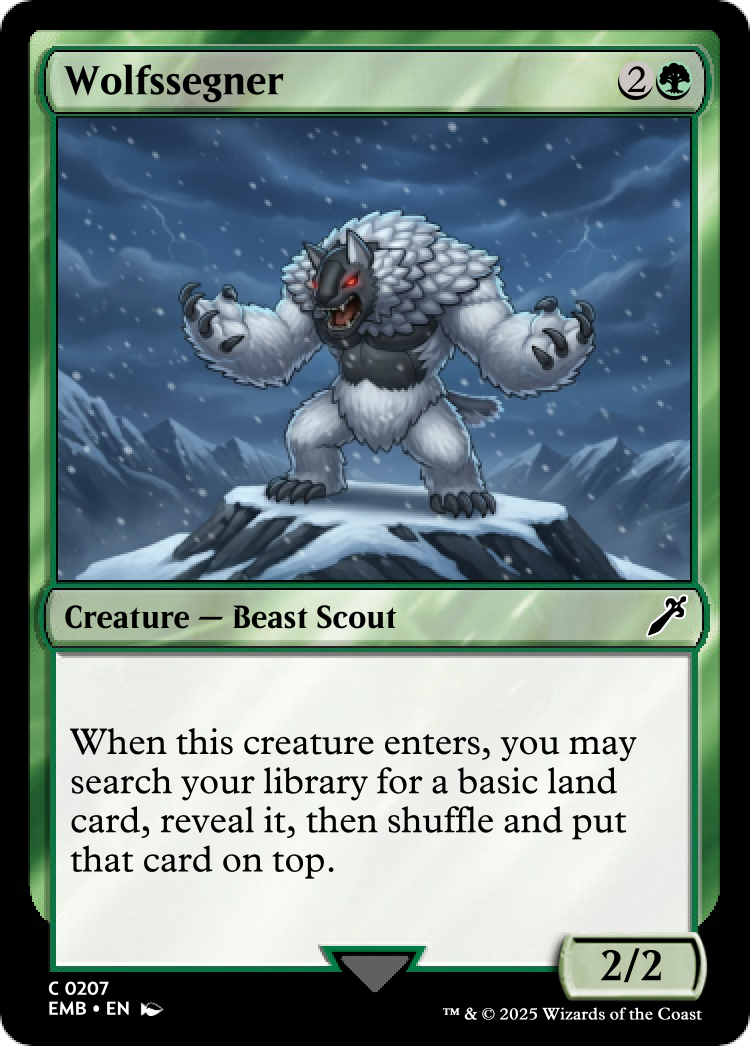 Wolfssegner 2
Creature — Beast Scout
When this creature enters, you may
search your library for a basic land
card, reveal it, then shuffle and put
that card on top.
2/2
C 0207
EMB • EN
™ & © 2025 Wizards of the Coast